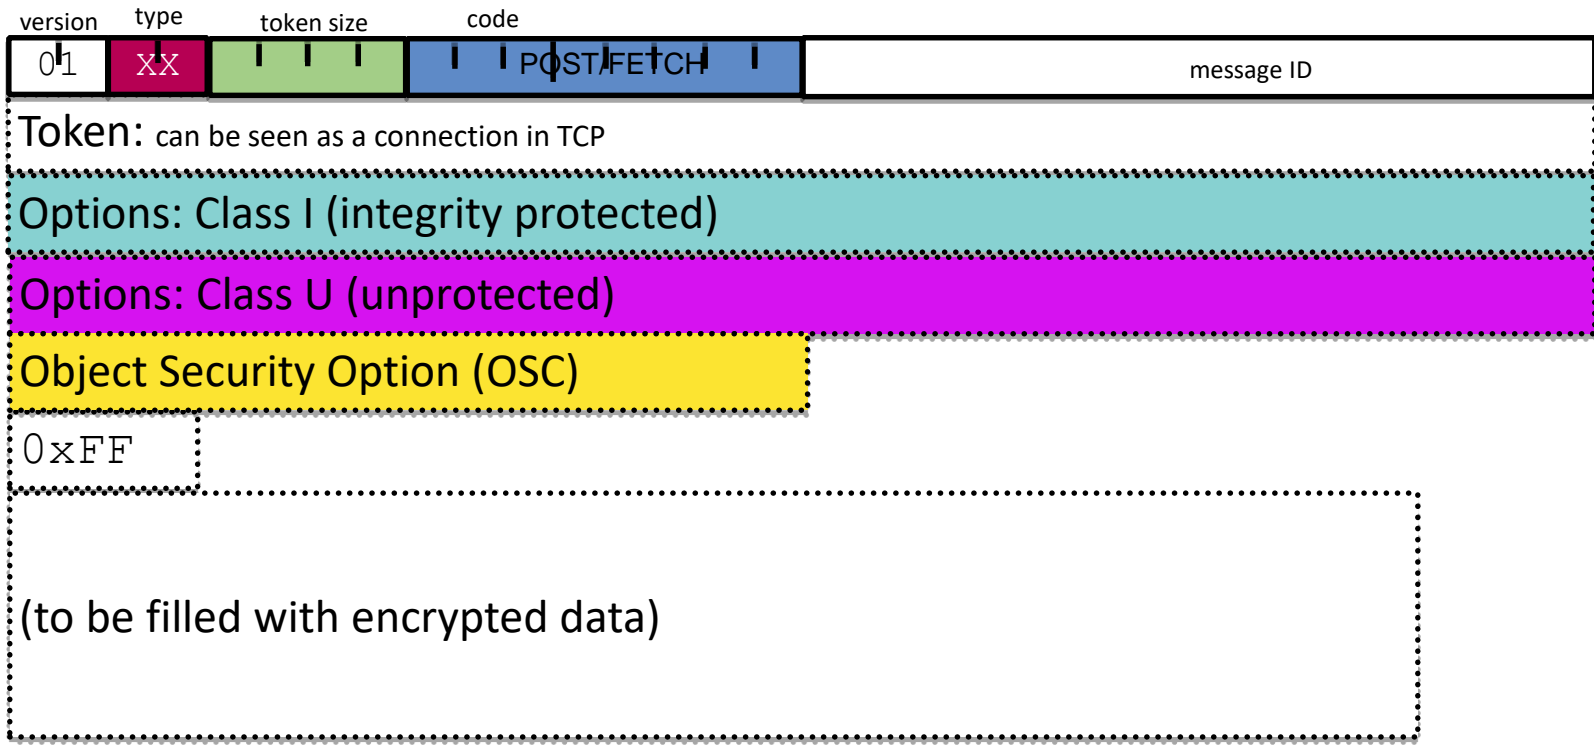 version type token size code
01 XX POST/FETCH message ID
Token: can be seen as a connection in TCP
Options: Class I (integrity protected)
Options: Class U (unprotected)
Object Security Option (OSC)
0xFF
(to be filled with encrypted data)